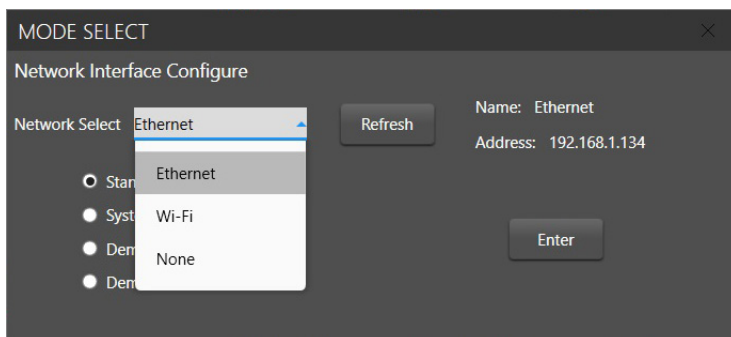 MODE SELECT
Network Interface Configure
Network Select Ethernet Refresh
Name: Ethernet
Address: 192.168.1.134
Ethernet
Wi-Fi
None
Enter